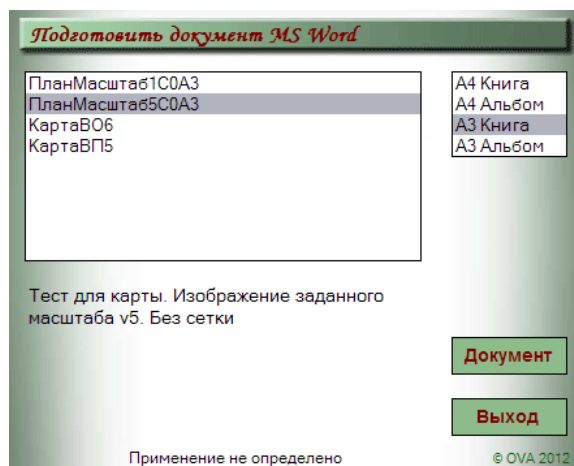 Подготовить документ MS Word
ПланМасштаб1С0А3
ПланМасштаб5С0А3
КартаВО6
КартаВП5
А4 Книга
А4 Альбом
А3 Книга
А3 Альбом
Тест для карты. Изображение заданного
масштаба v5. Без сетки
Документ
Выход
Применение не определено
© OVA 2012